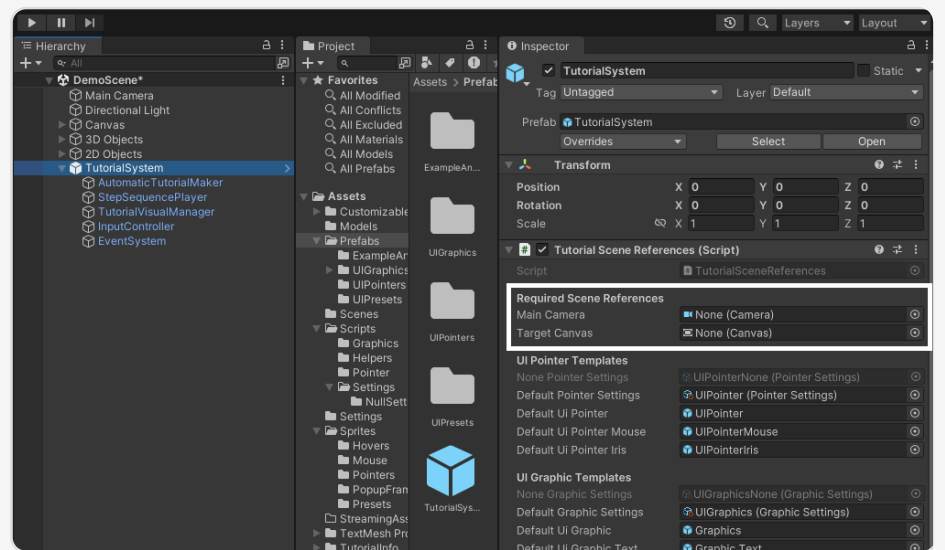 Layers
Layout
Hierarchy
All
DemoScene*
Main Camera
Directional Light
Canvas
3D Objects
2D Objects
TutorialSystem
AutomaticTutorialMaker
StepSequencePlayer
TutorialVisualManager
InputController
EventSystem
Project
Favorites
All Modified
All Conflicts
All Excluded
All Materials
All Models
All Prefabs
Assets
Customizable
Models
Prefabs
ExampleAr
UIGraphics
UIPointers
UIPresets
Scenes
Scripts
Graphics
Helpers
Pointer
Settings
NullSett
Settings
Sprites
Hovers
Mouse
Pointers
PopupFran
Presets
StreamingAss
TextMesh Pro
TutorialInfo
Assets > Prefab
ExampleAn...
UIGraphics
UIPointers
UIPresets
TutorialSys...
Inspector
TutorialSystem
Static
Tag Untagged
Layer Default
Prefab TutorialSystem
Overrides
Select
Open
Transform
Position X 0 Y 0 Z 0
Rotation X 0 Y 0 Z 0
Scale X 1 Y 1 Z 1
# Tutorial Scene References (Script)
Script TutorialSceneReferences
Required Scene References
Main Camera None (Camera)
Target Canvas None (Canvas)
UI Pointer Templates
None Pointer Settings UIPointerNone (Pointer Settings)
Default Pointer Settings UIPointer (Pointer Settings)
Default Ui Pointer UIPointer
Default Ui Pointer Mouse UIPointerMouse
Default Ui Pointer Iris UIPointerIris
UI Graphic Templates
None Graphic Settings UIGraphicsNone (Graphic Settings)
Default Graphic Settings UIGraphics (Graphic Settings)
Default Ui Graphic Graphics
Default Ui Graphic Text Graphic Text